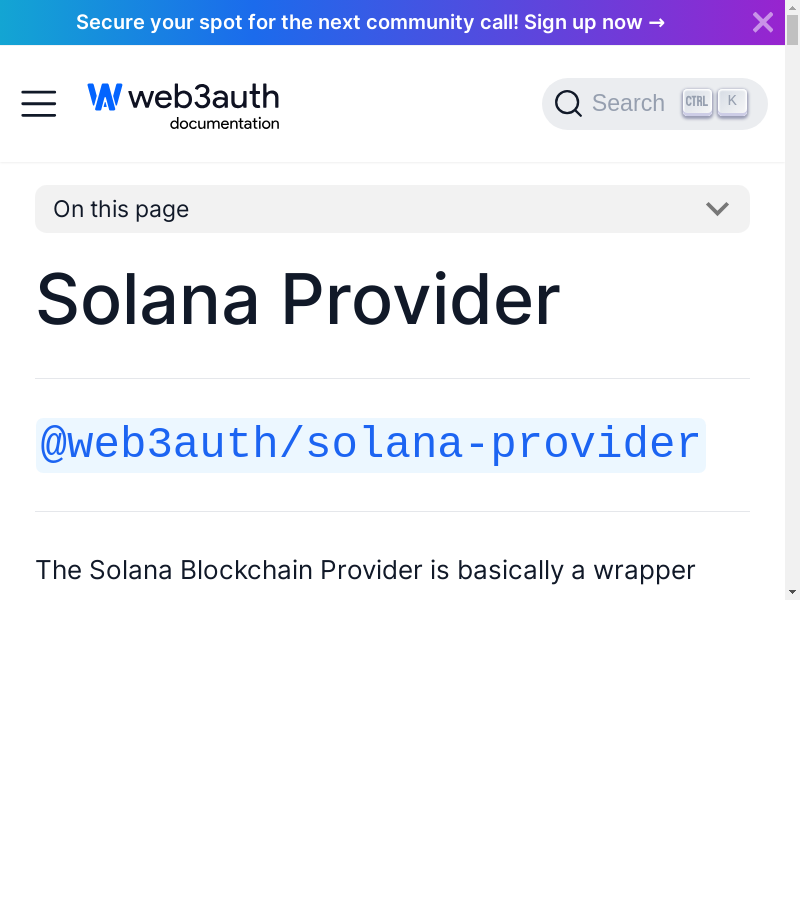 Secure your spot for the next community call! Sign up now →
web3auth
documentation
Search CTRL K
On this page
Solana Provider
@web3auth/solana-provider
The Solana Blockchain Provider is basically a wrapper